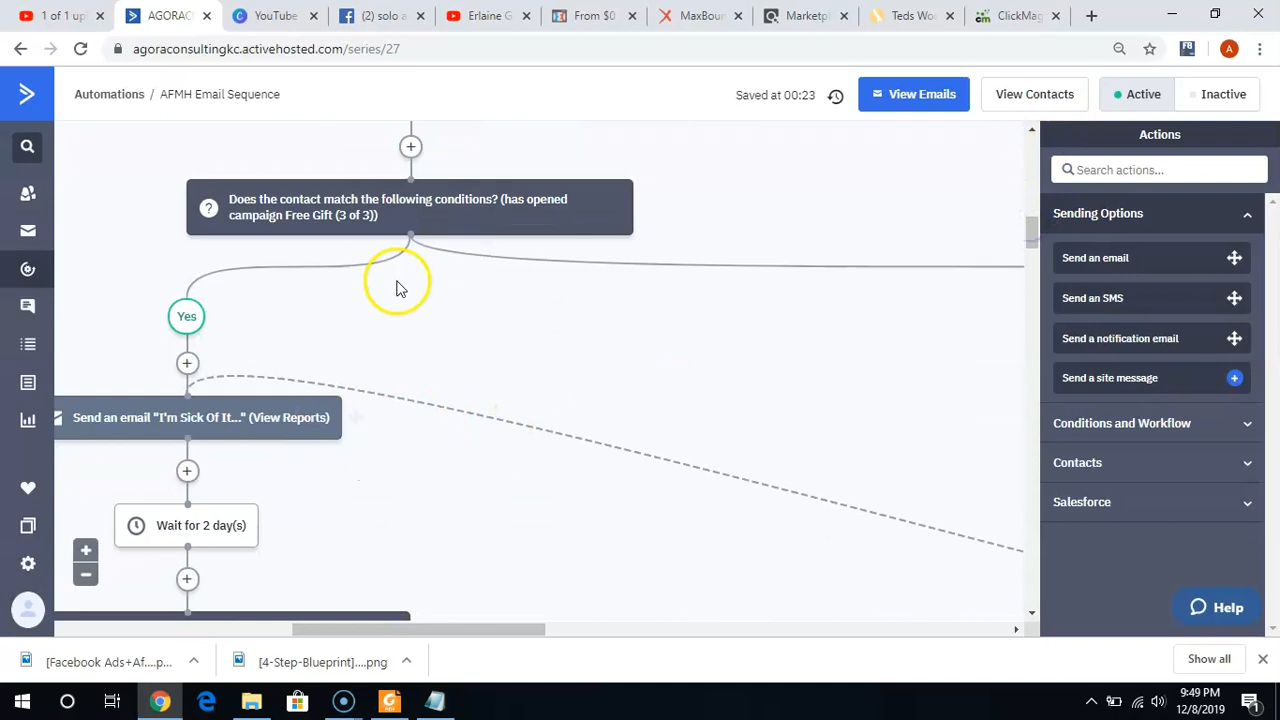 1 of 1 upl
AGORACO
YouTube
(2) solo a
Erlaine G
From $0
MaxBoun
Marketp
Teds Wo
ClickMag
agoraconsultingkc.activehosted.com/series/27
A
Automations / AFMH Email Sequence
Saved at 00:23
View Emails
View Contacts
Active
Inactive
Actions
Search actions...
Does the contact match the following conditions? (has opened
campaign Free Gift (3 of 3))
Sending Options
Send an email
Send an SMS
Yes
Send a notification email
Send a site message
Send an email "I'm Sick Of It..." (View Reports)
Conditions and Workflow
Contacts
Salesforce
Wait for 2 day(s)
Help
[Facebook Ads+Af....p...
[4-Step-Blueprint]....png
Show all
9:49 PM
12/8/2019